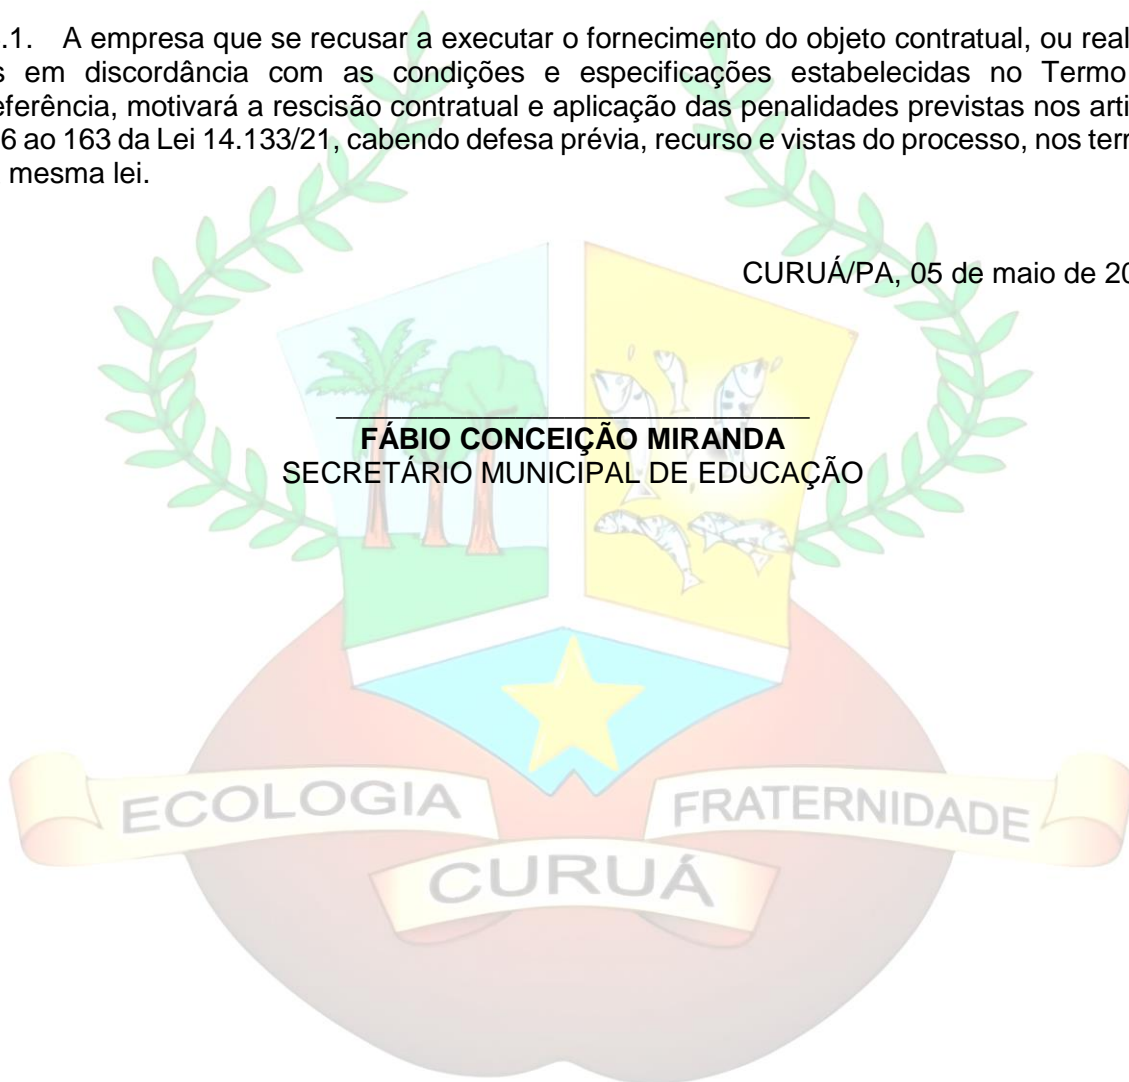 .1. A empresa que se recusar a executar o fornecimento do objeto contratual, ou real
s em discordância com as condições e especificações estabelecidas no Termo
eferência, motivará a rescisão contratual e aplicação das penalidades previstas nos arti
6 ao 163 da Lei 14.133/21, cabendo defesa prévia, recurso e vistas do processo, nos terr
mesma lei.
CURUÁ/PA, 05 de maio de 20
FÁBIO CONCEIÇÃO MIRANDA
SECRETÁRIO MUNICIPAL DE EDUCAÇÃO
ECOLOGIA
FRATERNIDADE
CURUÁ